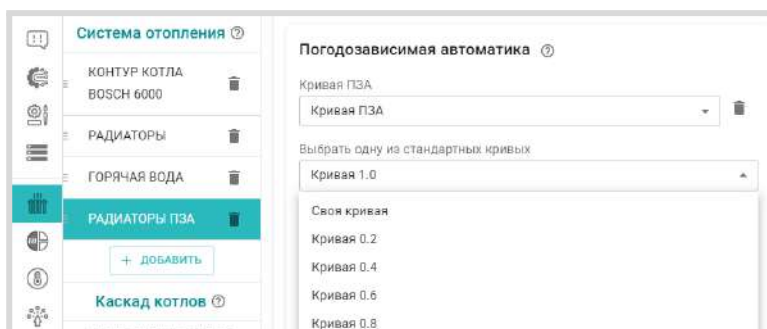 Система отопления
КОНТУР КОТЛА
BOSCH 6000
РАДИАТОРЫ
ГОРЯЧАЯ ВОДА
РАДИАТОРЫ ПЗА
+ ДОБАВИТЬ
Каскад котлов
Погодозависимая автоматика
Кривая ПЗА
Кривая ПЗА
Выбрать одну из стандартных кривых
Кривая 1.0
Своя кривая
Кривая 0.2
Кривая 0.4
Кривая 0.6
Кривая 0.8